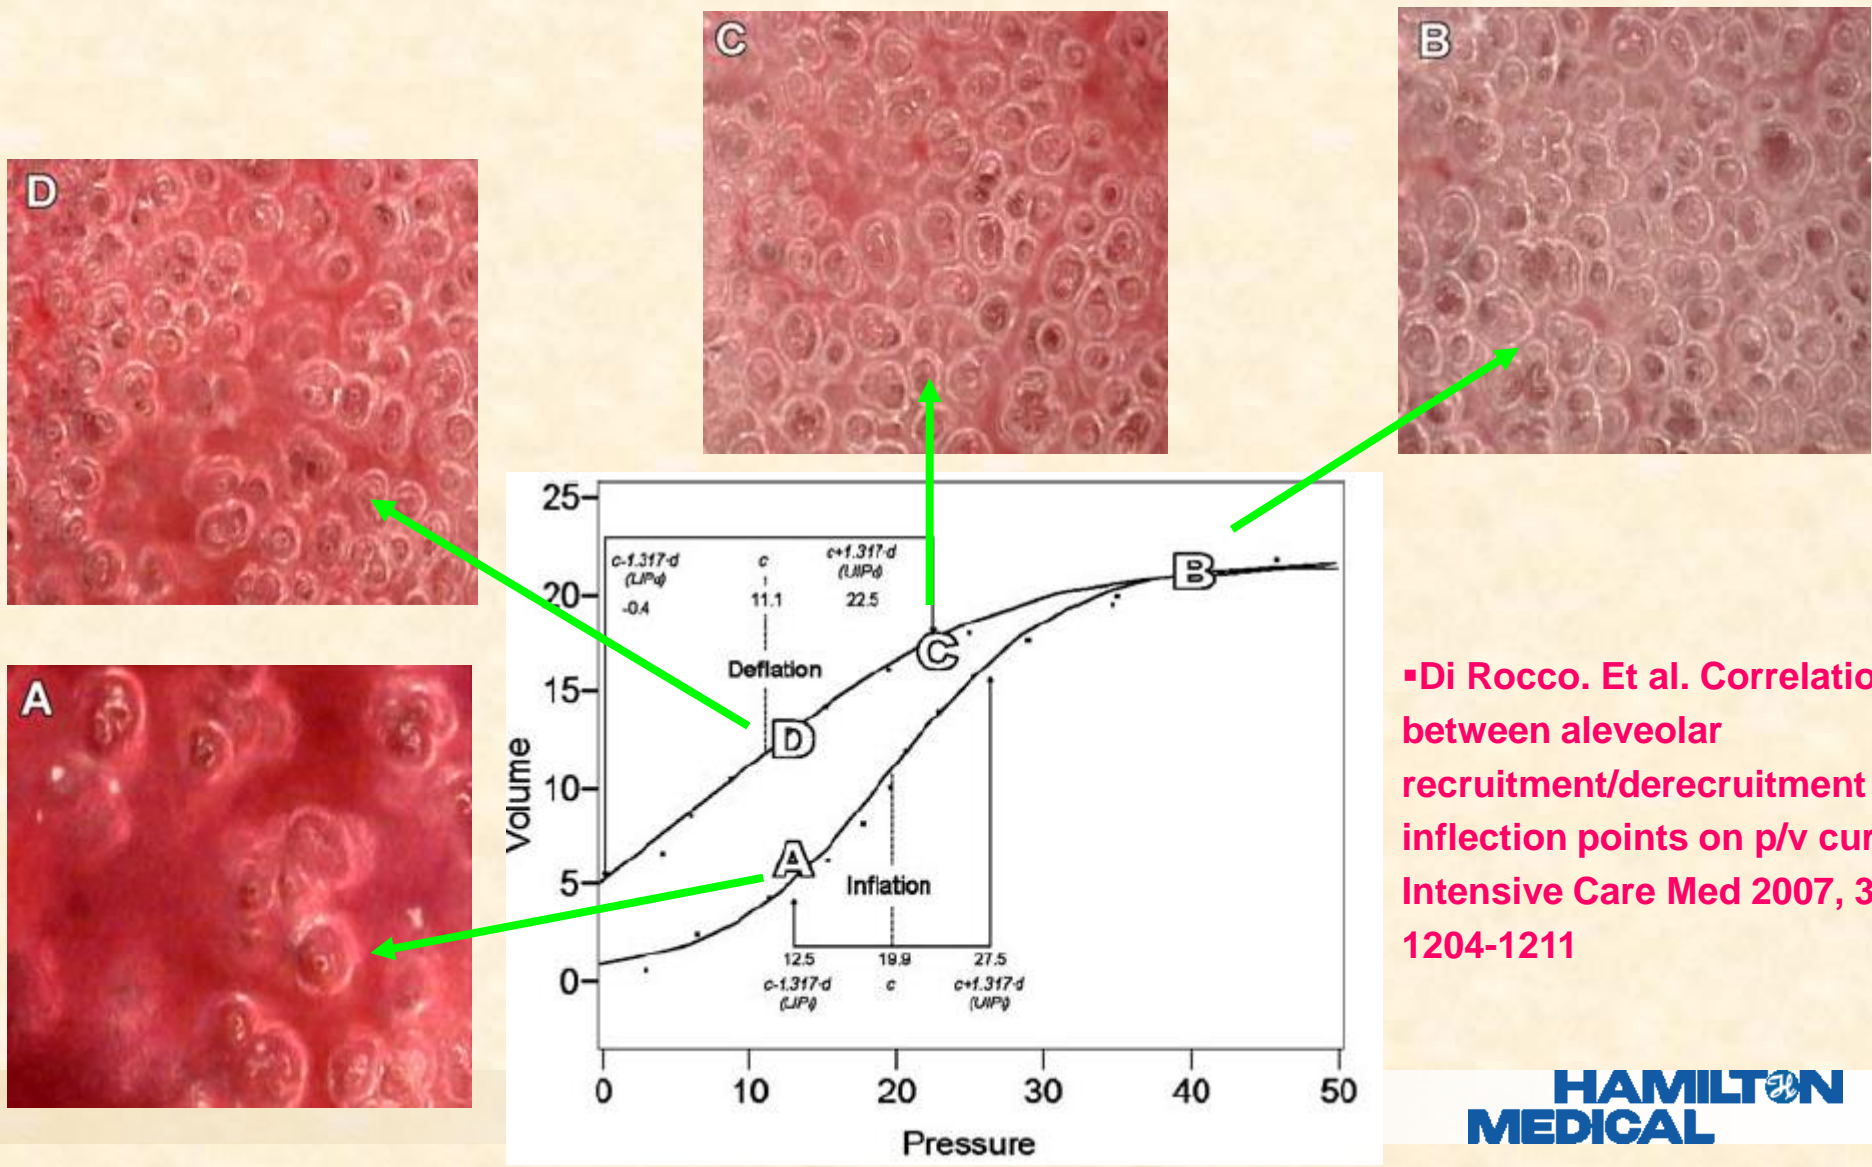 C
B
D
A
25
20
15
10
5
0
Volume
c-1.317·d
(LIPd)
-0.4
c
11.1
c+1.317·d
(UIPd)
22.5
Deflation
B
C
D
A
Inflation
12.5
19.9
27.5
c-1.317·d
(LIPi)
c
c+1.317·d
(UIPi)
0
10
20
30
40
50
Pressure
▪Di Rocco. Et al. Correlatio
between aleveolar
recruitment/derecruitment
inflection points on p/v cur
Intensive Care Med 2007, 3
1204-1211
HAMILTON
MEDICAL